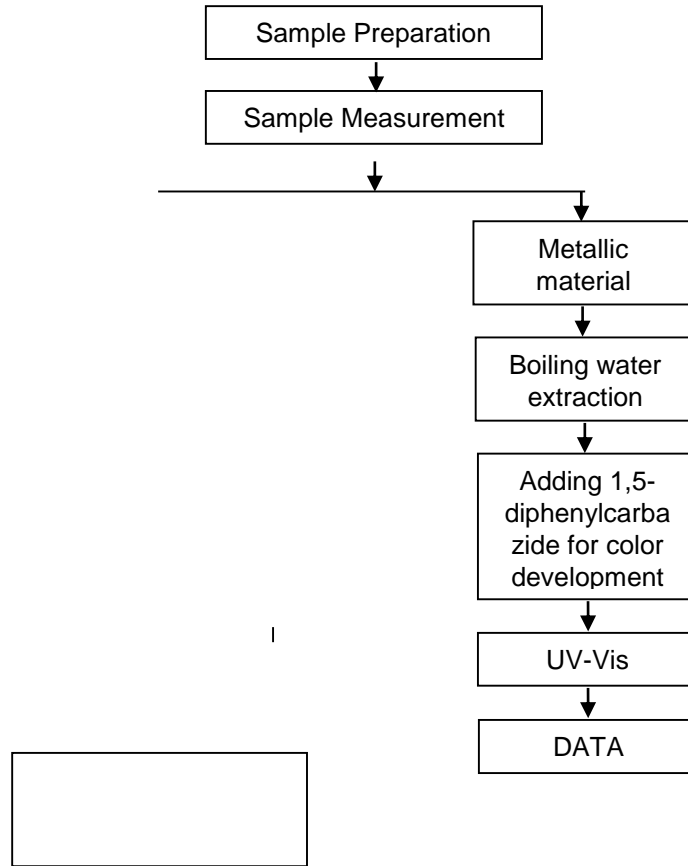 Sample Preparation
Sample Measurement
Metallic
material
Boiling water
extraction
Adding 1,5-
diphenylcarba
zide for color
development
UV-Vis
DATA